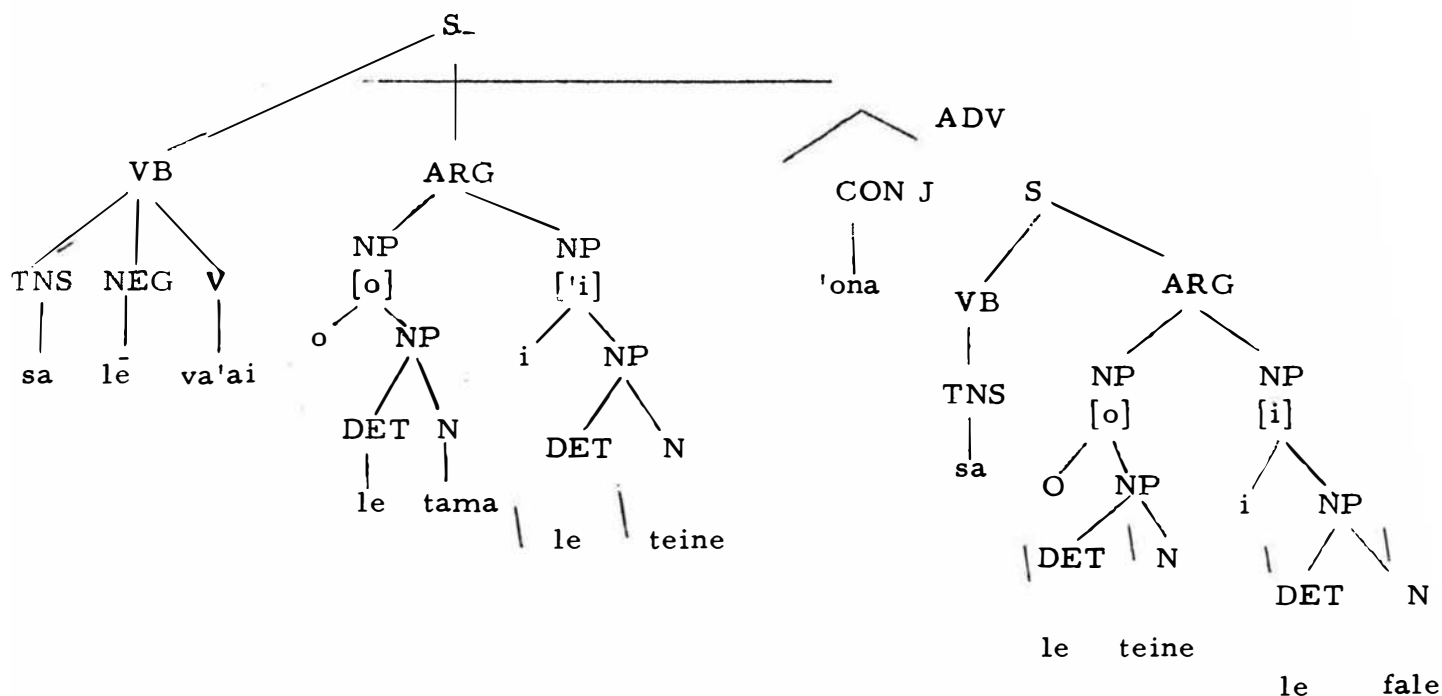 S
ADV
VB ARG CONJ S
NP NP
TNS NEG V [o] ['i] 'ona VB ARG
o NP i NP
sa lē va'ai NP NP
TNS [o] [i]
DET N DET N
sa O NP i NP
le tama
le teine DET N
DET N
le teine
le fale